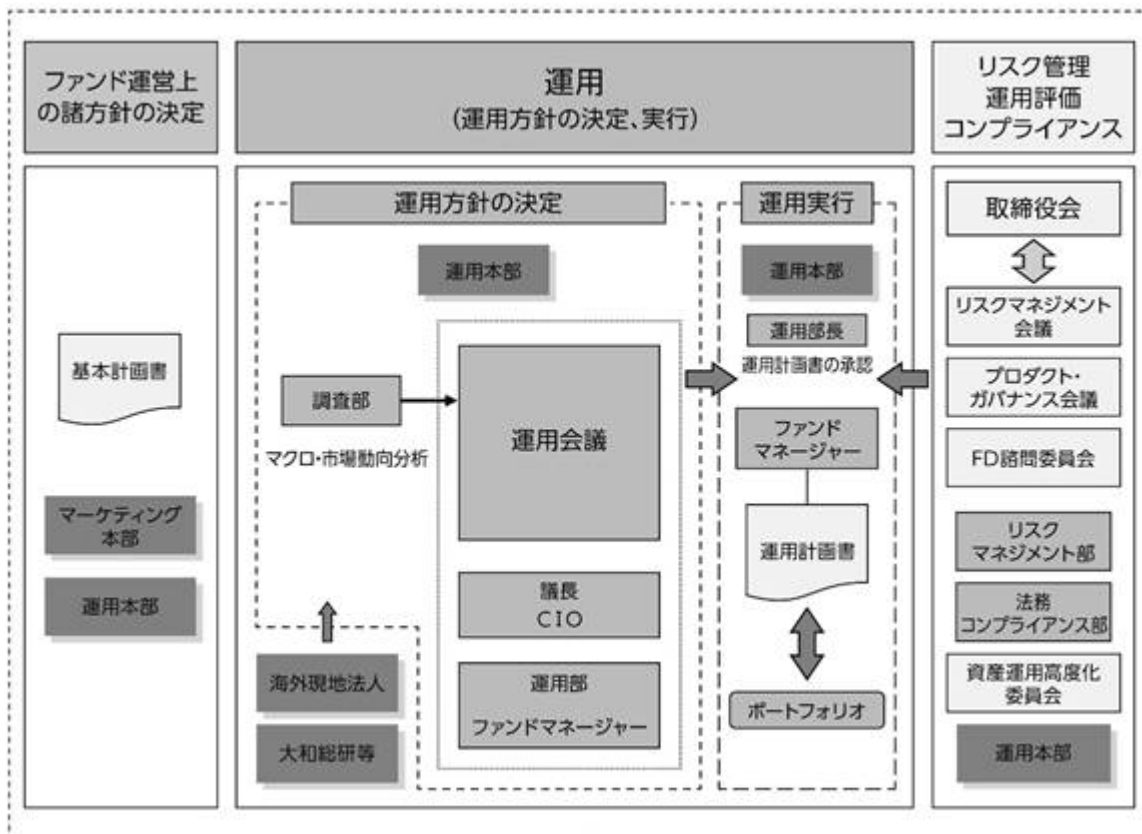 ファンド運営上
の諸方針の決定
運用
(運用方針の決定、実行)
リスク管理
運用評価
コンプライアンス
基本計画書
マーケティング
本部
運用本部
運用方針の決定
運用本部
調査部
マクロ・市場動向分析
運用会議
議長
CIO
運用部
ファンドマネージャー
海外現地法人
大和総研等
運用実行
運用本部
運用部長
運用計画書の承認
ファンド
マネージャー
運用計画書
ポートフォリオ
取締役会
リスクマネジメント
会議
プロダクト・
ガバナンス会議
FD諮問委員会
リスク
マネジメント部
法務
コンプライアンス部
資産運用高度化
委員会
運用本部